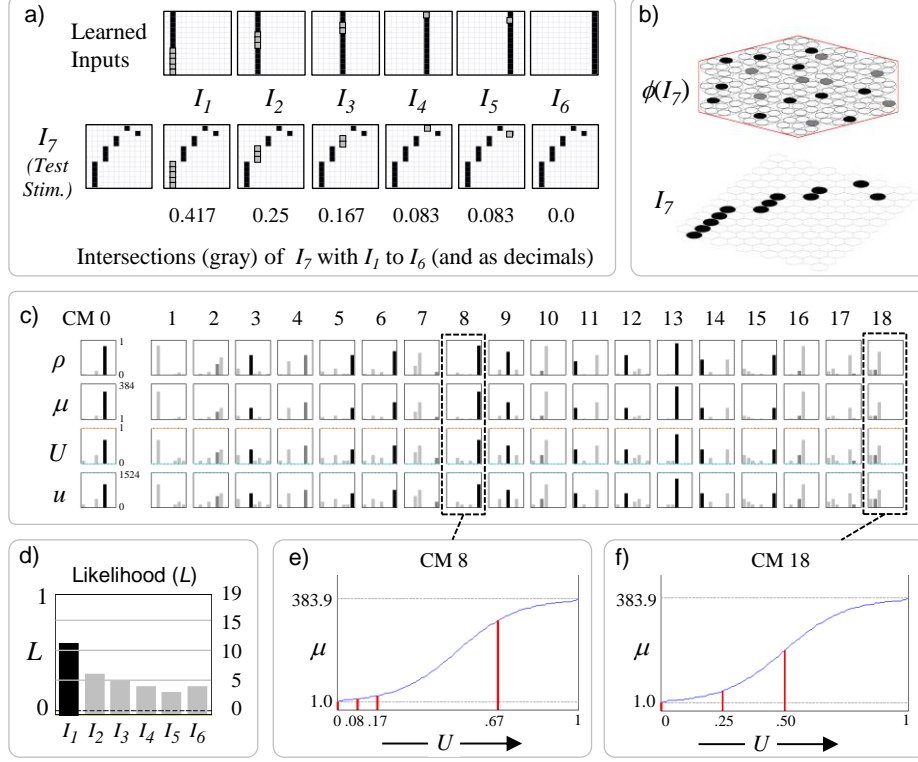 a)
Learned
Inputs
I1 I2 I3 I4 I5 I6
I7
(Test
Stim.)
0.417 0.25 0.167 0.083 0.083 0.0
Intersections (gray) of I7 with I1 to I6 (and as decimals)
b)
ϕ(I7)
I7
c)
CM 0 1 2 3 4 5 6 7 8 9 10 11 12 13 14 15 16 17 18
ρ 1
0
μ 384
1
U 1
0
u 1524
0
d)
Likelihood (L)
1 19
15
L 10
5
0 0
I1 I2 I3 I4 I5 I6
e)
CM 8
383.9
μ
1.0
0 .08 .17 .67 1
U
f)
CM 18
383.9
μ
1.0
0 .25 .50 1
U